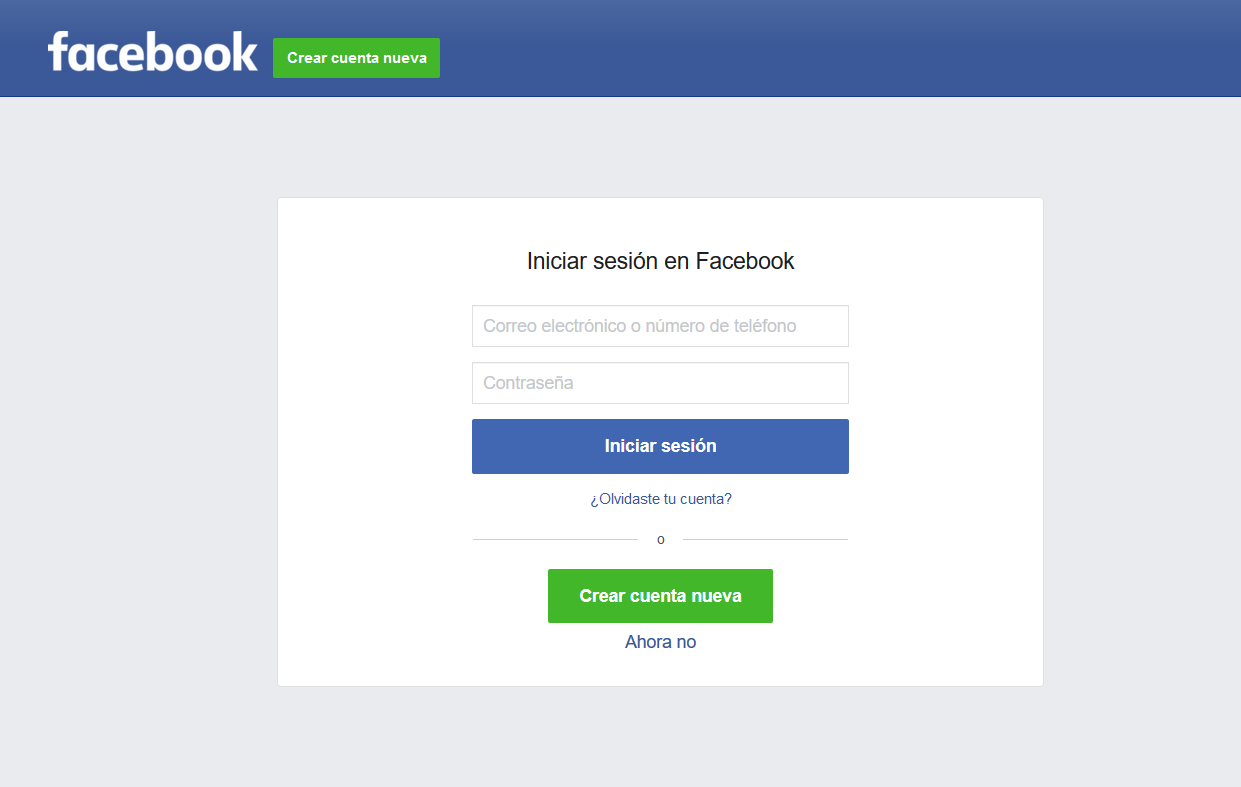 facebook
Crear cuenta nueva
Iniciar sesión en Facebook
Correo electrónico o número de teléfono
Contraseña
Iniciar sesión
¿Olvidaste tu cuenta?
o
Crear cuenta nueva
Ahora no